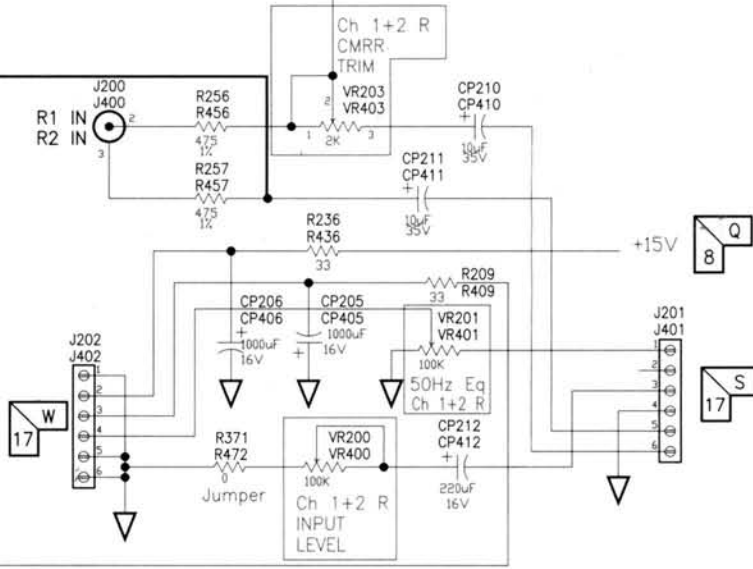 Ch 1+2 R
CMRR
TRIM
VR203
VR403
2
1
3
2K
J200
J400
R1 IN
R2 IN
2
3
R256
R456
475
1%
CP210
CP410
+
10uF
35V
R257
R457
475
1%
CP211
CP411
+
10uF
35V
R236
R436
33
+15V
Q
8
R209
R409
33
CP206
CP406
+
1000uF
16V
CP205
CP405
1000uF
+
16V
VR201
VR401
100K
50Hz Eq
Ch 1+2 R
J201
J401
1
2
3
4
5
6
S
17
J202
J402
1
2
3
4
5
6
W
17
R371
R472
0
Jumper
VR200
VR400
100K
Ch 1+2 R
INPUT
LEVEL
CP212
CP412
+
220uF
16V